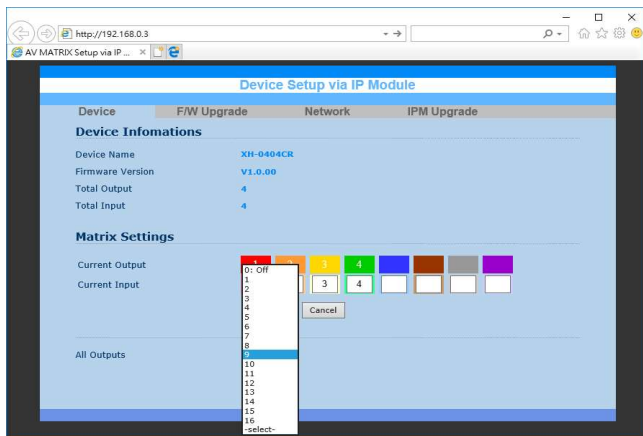 http://192.168.0.3
AV MATRIX Setup via IP ...
Device Setup via IP Module
Device F/W Upgrade Network IPM Upgrade
Device Infomations
Device Name XH-0404CR
Firmware Version V1.0.00
Total Output 4
Total Input 4
Matrix Settings
Current Output 1 2 3 4
Current Input 3 4
Cancel
All Outputs
0: Off
1
2
3
4
5
6
7
8
9
10
11
12
13
14
15
16
-select-